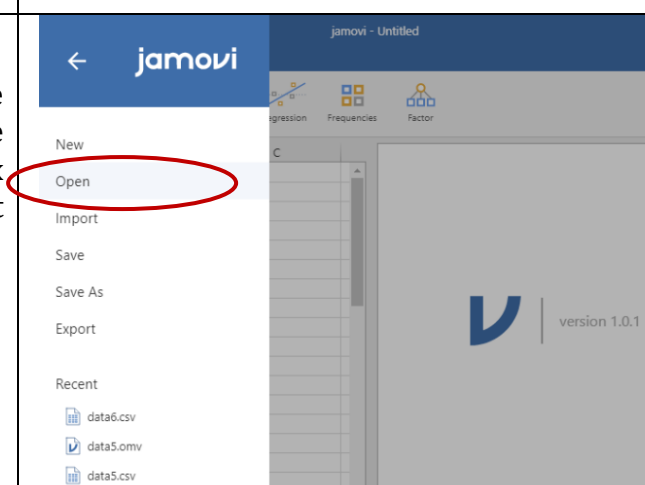 jamovi - Untitled
jamovi
egression Frequencies Factor
New
C
Open
Import
Save
Save As
version 1.0.1
Export
Recent
data6.csv
data5.omv
data5.csv